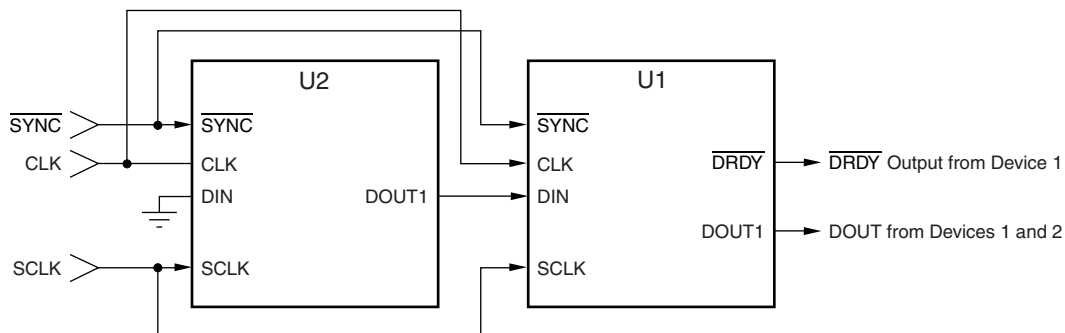 U2
U1
SYNC
SYNC
SYNC
CLK
CLK
CLK
DRDY
DRDY Output from Device 1
DIN
DOUT1
DIN
DOUT1
DOUT from Devices 1 and 2
SCLK
SCLK
SCLK